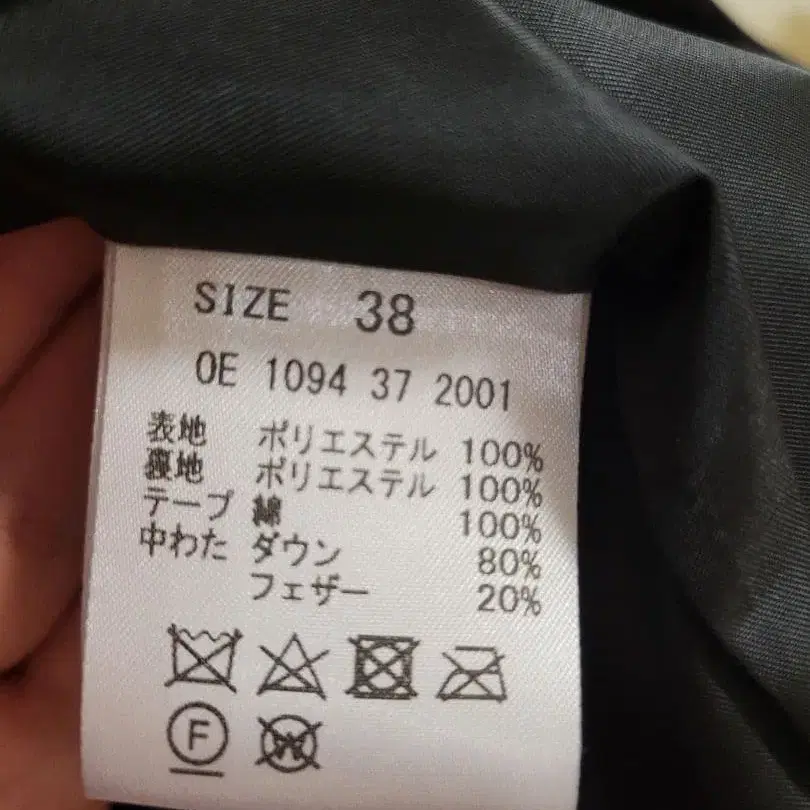 SIZE 38
OE 1094 37 2001
表地 ポリエステル 100%
裏地 ポリエステル 100%
テープ 綿 100%
中わた ダウン 80%
フェザー 20%
F
W